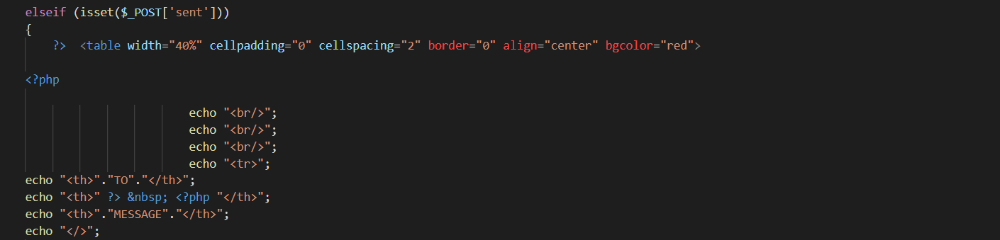 elseif (isset($_POST['sent']))
{
?> <table width="40%" cellpadding="0" cellspacing="2" border="0" align="center" bgcolor="red">
<?php
echo "<br/>";
echo "<br/>";
echo "<br/>";
echo "<tr>";
echo "<th>"."TO"."</th>";
echo "<th>" ?> &nbsp; <?php "</th>";
echo "<th>"."MESSAGE"."</th>";
echo "</>";